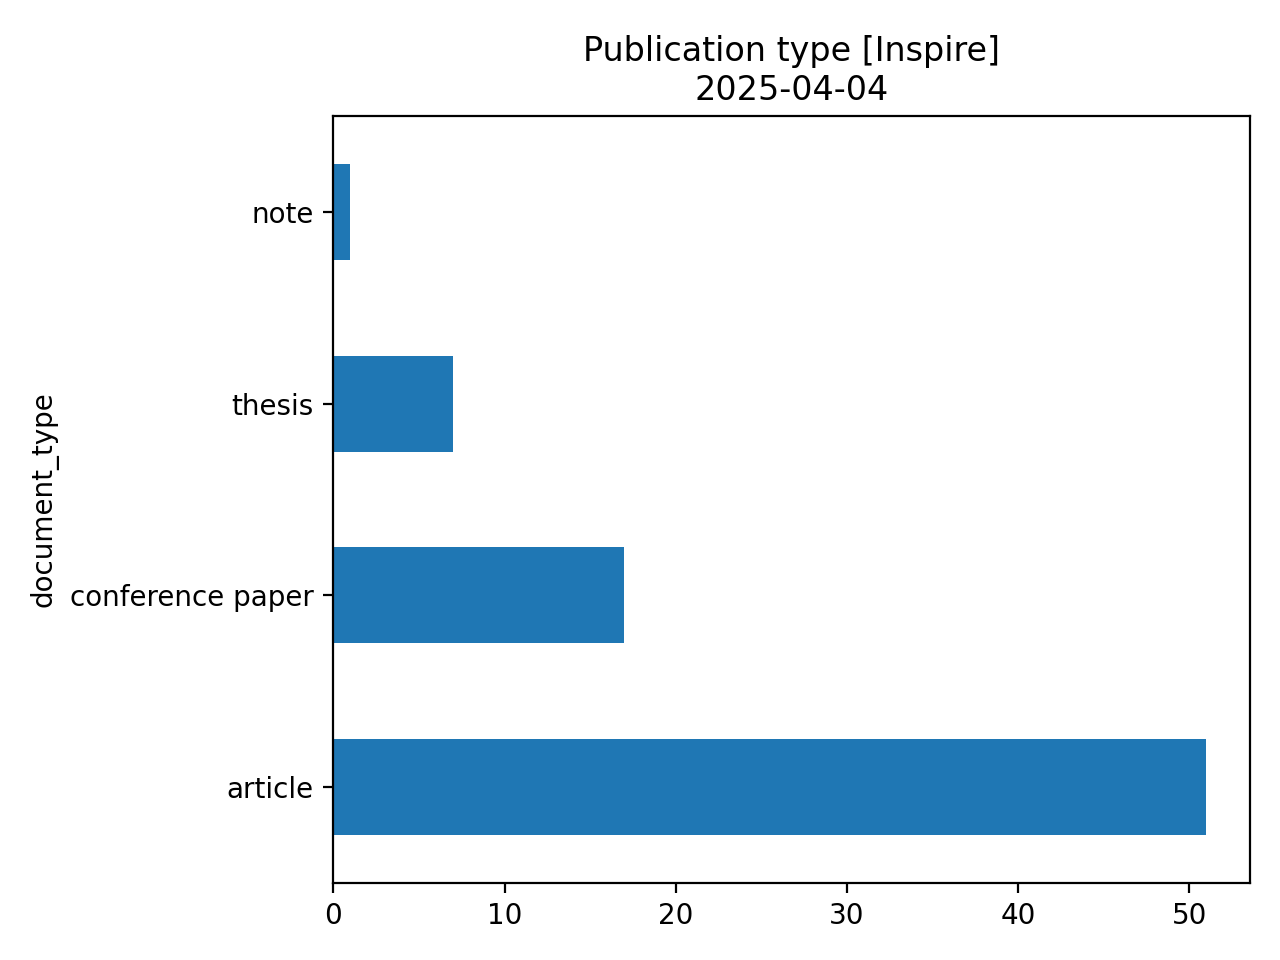 Publication type [Inspire]
2025-04-04
document_type
note
thesis
conference paper
article
0 10 20 30 40 50